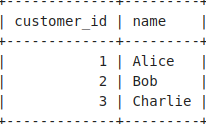 +-------------+---------+
| customer_id | name    |
+-------------+---------+
|           1 | Alice   |
|           2 | Bob     |
|           3 | Charlie |
+-------------+---------+